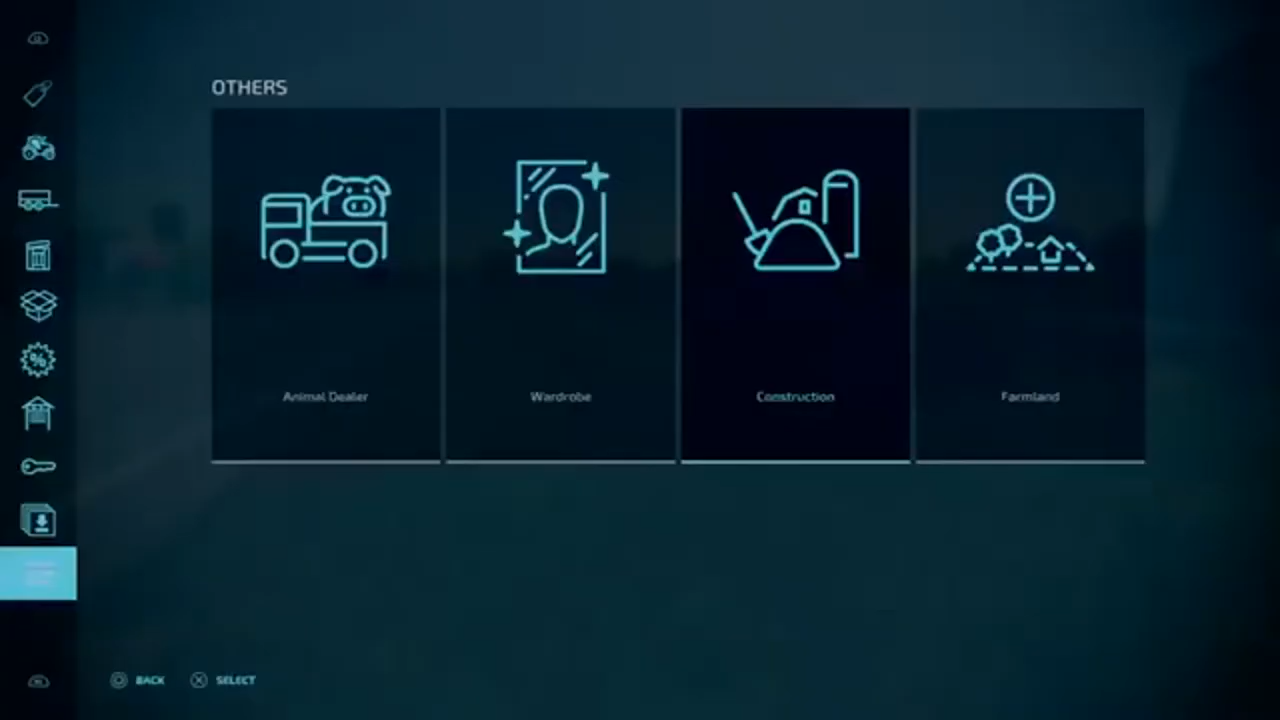 OTHERS
Animal Dealer
Wardrobe
Construction
Farmland
BACK
SELECT